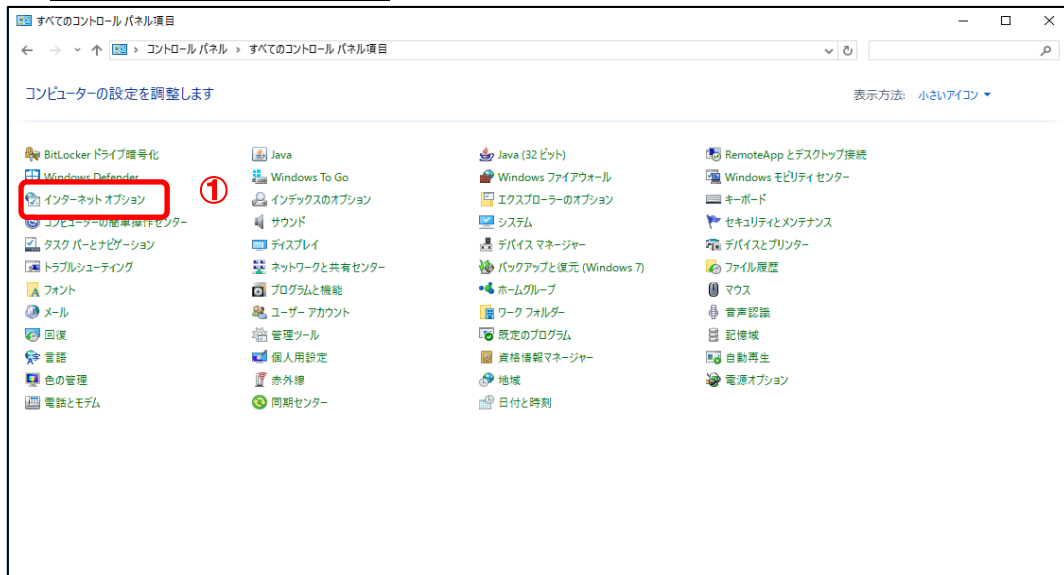 すべてのコントロール パネル項目
コントロール パネル › すべてのコントロール パネル項目
コンピューターの設定を調整します
表示方法: 小さいアイコン
BitLocker ドライブ暗号化 Java Java (32 ビット) RemoteApp とデスクトップ接続
Windows Defender Windows To Go Windows ファイアウォール Windows モビリティ センター
インターネット オプション ① インデックスのオプション エクスプローラーのオプション キーボード
コンピューターの簡単操作センター サウンド システム セキュリティとメンテナンス
タスク バーとナビゲーション ディスプレイ デバイス マネージャー デバイスとプリンター
トラブルシューティング ネットワークと共有センター バックアップと復元 (Windows 7) ファイル履歴
フォント プログラムと機能 ホームグループ マウス
メール ユーザー アカウント ワーク フォルダー 音声認識
回復 管理ツール 既定のプログラム 記憶域
言語 個人用設定 資格情報マネージャー 自動再生
色の管理 赤外線 地域 電源オプション
電話とモデム 同期センター 日付と時刻